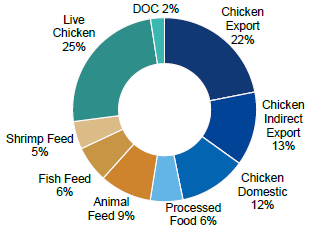 DOC 2%
Chicken
Export
22%
Chicken
Indirect
Export
13%
Chicken
Domestic
12%
Processed
Food 6%
Animal
Feed 9%
Fish Feed
6%
Shrimp Feed
5%
Live
Chicken
25%